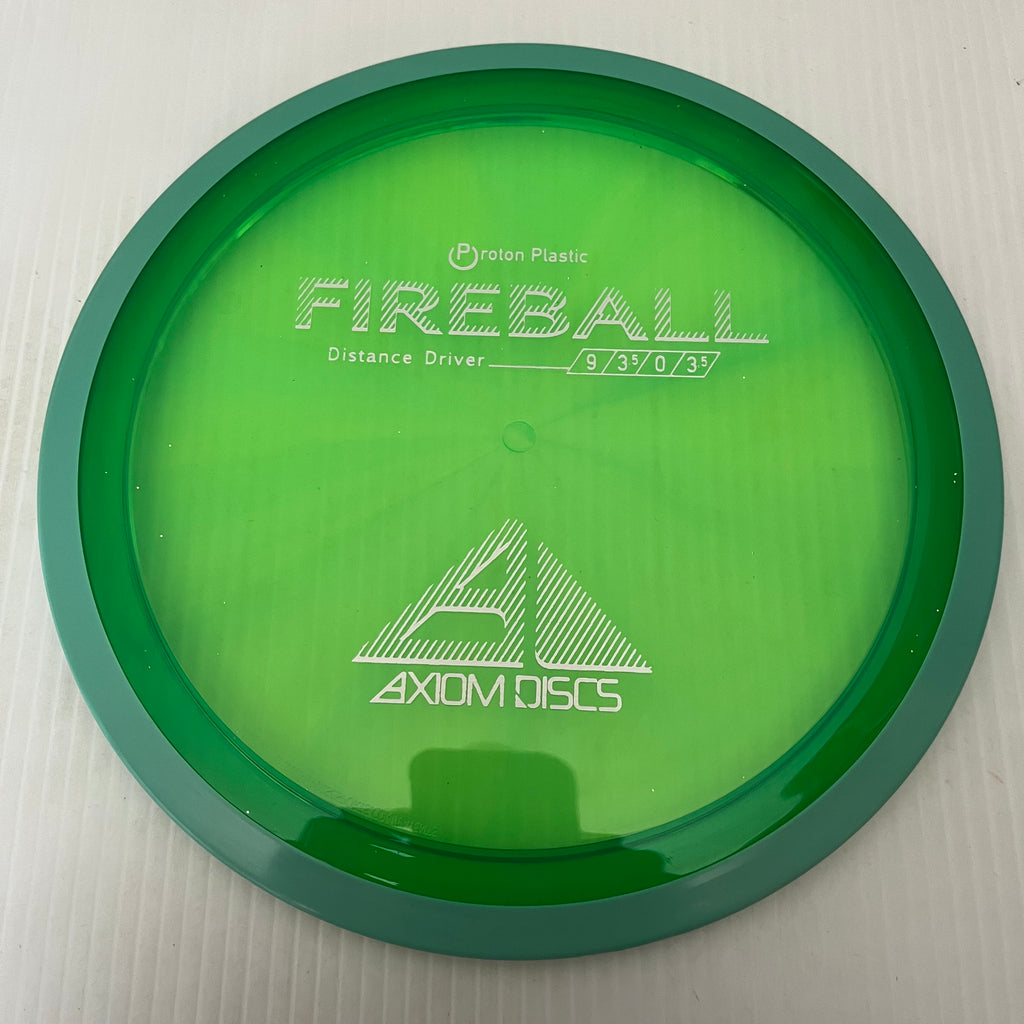 Proton Plastic
FIREBALL
Distance Driver 9/3.5/0/3.5
AXIOM DISCS